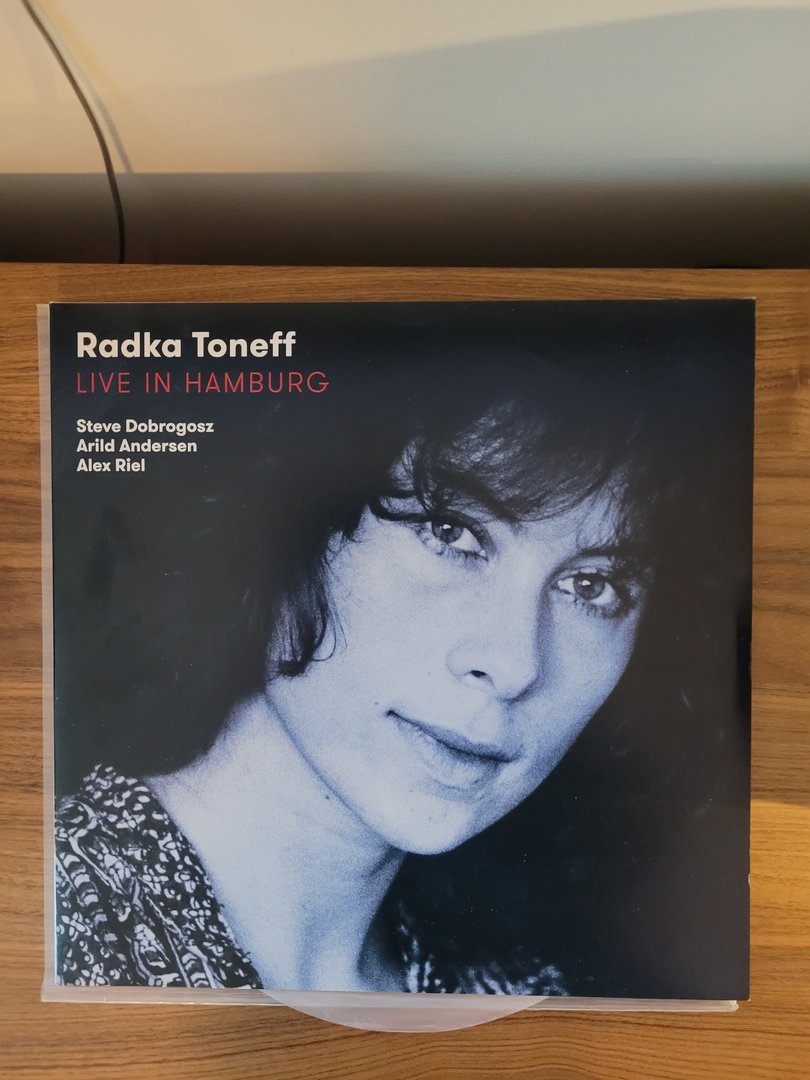 Radka Toneff
LIVE IN HAMBURG
Steve Dobrogosz
Arild Andersen
Alex Riel